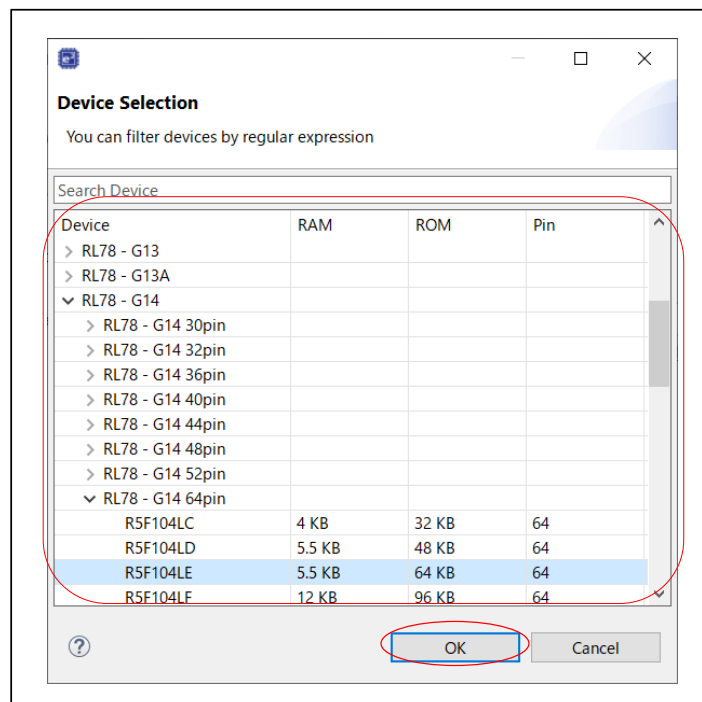 Device Selection
You can filter devices by regular expression
Search Device
Device RAM ROM Pin
RL78 - G13
RL78 - G13A
RL78 - G14
RL78 - G14 30pin
RL78 - G14 32pin
RL78 - G14 36pin
RL78 - G14 40pin
RL78 - G14 44pin
RL78 - G14 48pin
RL78 - G14 52pin
RL78 - G14 64pin
R5F104LC 4 KB 32 KB 64
R5F104LD 5.5 KB 48 KB 64
R5F104LE 5.5 KB 64 KB 64
R5F104LF 12 KB 96 KB 64
? OK Cancel